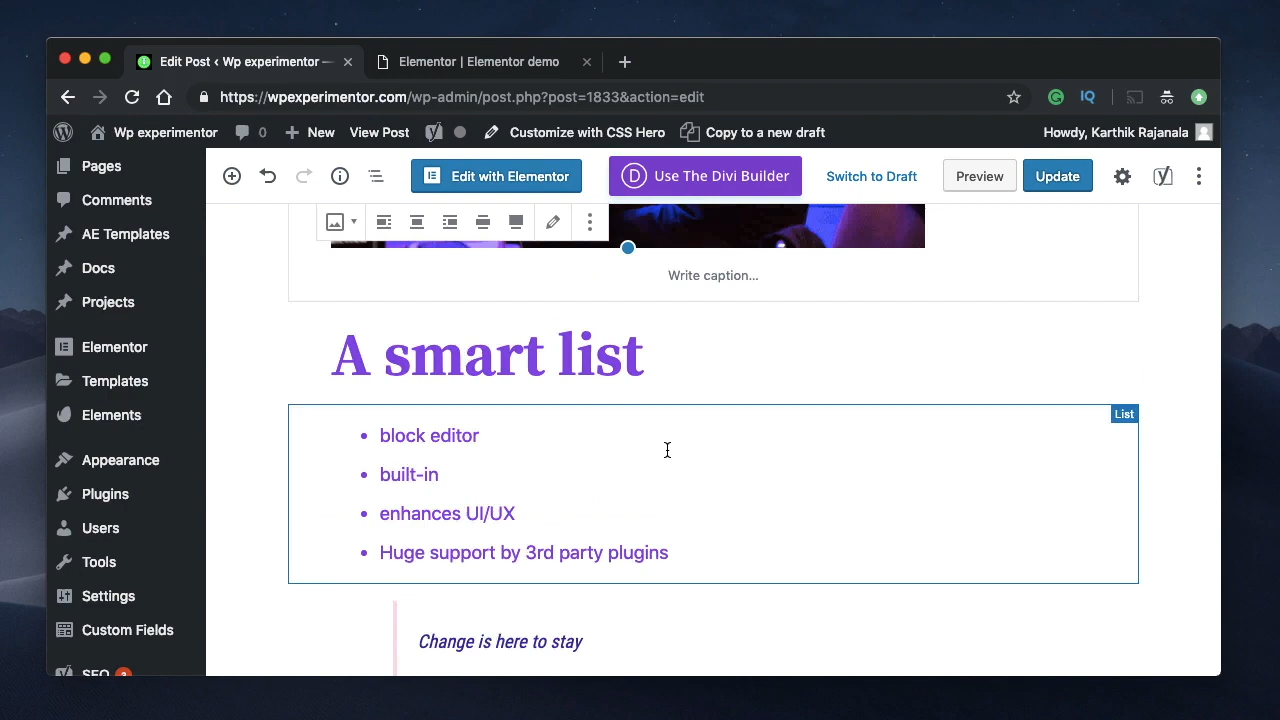 Edit Post ‹ Wp experimentor —
Elementor | Elementor demo
https://wpexperimentor.com/wp-admin/post.php?post=1833&action=edit
IQ
Wp experimentor
0
New
View Post
Customize with CSS Hero
Copy to a new draft
Howdy, Karthik Rajanala
Pages
Comments
AE Templates
Docs
Projects
Elementor
Templates
Elements
Appearance
Plugins
Users
Tools
Settings
Custom Fields
SEO
Edit with Elementor
D Use The Divi Builder
Switch to Draft
Preview
Update
Write caption...
A smart list
List
• block editor
• built-in
• enhances UI/UX
• Huge support by 3rd party plugins
Change is here to stay